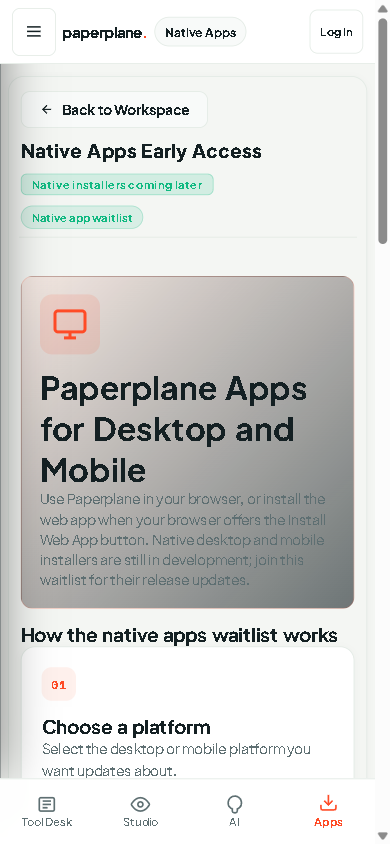 paperplane.
Native Apps
Log In
Back to Workspace
Native Apps Early Access
Native installers coming later
Native app waitlist
Paperplane Apps
for Desktop and
Mobile
Use Paperplane in your browser, or install the
web app when your browser offers the Install
Web App button. Native desktop and mobile
installers are still in development; join this
waitlist for their release updates.
How the native apps waitlist works
01
Choose a platform
Select the desktop or mobile platform you
want updates about.
Tool Desk
Studio
AI
Apps